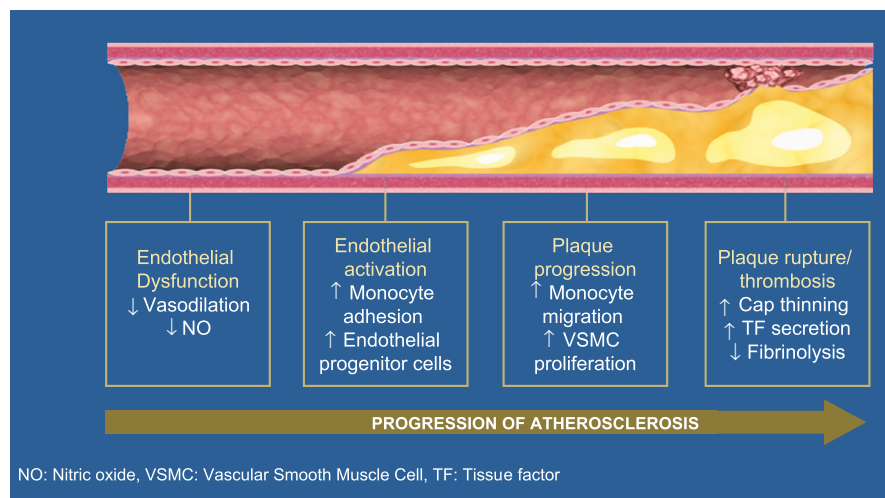 Endothelial
Dysfunction
↓ Vasodilation
↓ NO
Endothelial
activation
↑ Monocyte
adhesion
↑ Endothelial
progenitor cells
Plaque
progression
↑ Monocyte
migration
↑ VSMC
proliferation
Plaque rupture/
thrombosis
↑ Cap thinning
↑ TF secretion
↓ Fibrinolysis
PROGRESSION OF ATHEROSCLEROSIS
NO: Nitric oxide, VSMC: Vascular Smooth Muscle Cell, TF: Tissue factor